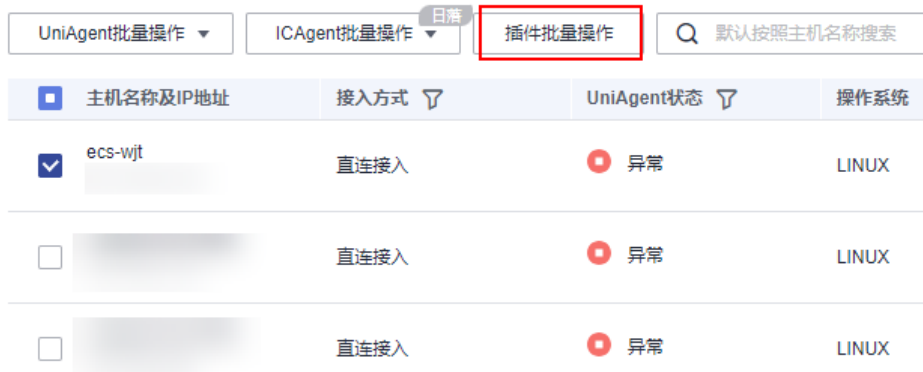 日落
UniAgent批量操作 ICAgent批量操作 插件批量操作 默认按照主机名称搜索
主机名称及IP地址 接入方式 UniAgent状态 操作系统
ecs-wjt
直连接入 异常 LINUX
直连接入 异常 LINUX
直连接入 异常 LINUX